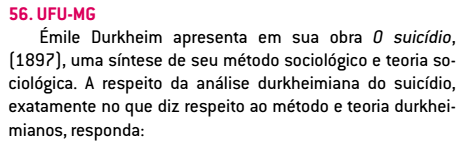 56. UFU-MG
Émile Durkheim apresenta em sua obra O suicídio,
(1897), uma síntese de seu método sociológico e teoria so-
ciológica. A respeito da análise durkheimiana do suicídio,
exatamente no que diz respeito ao método e teoria durkhei-
mianos, responda: